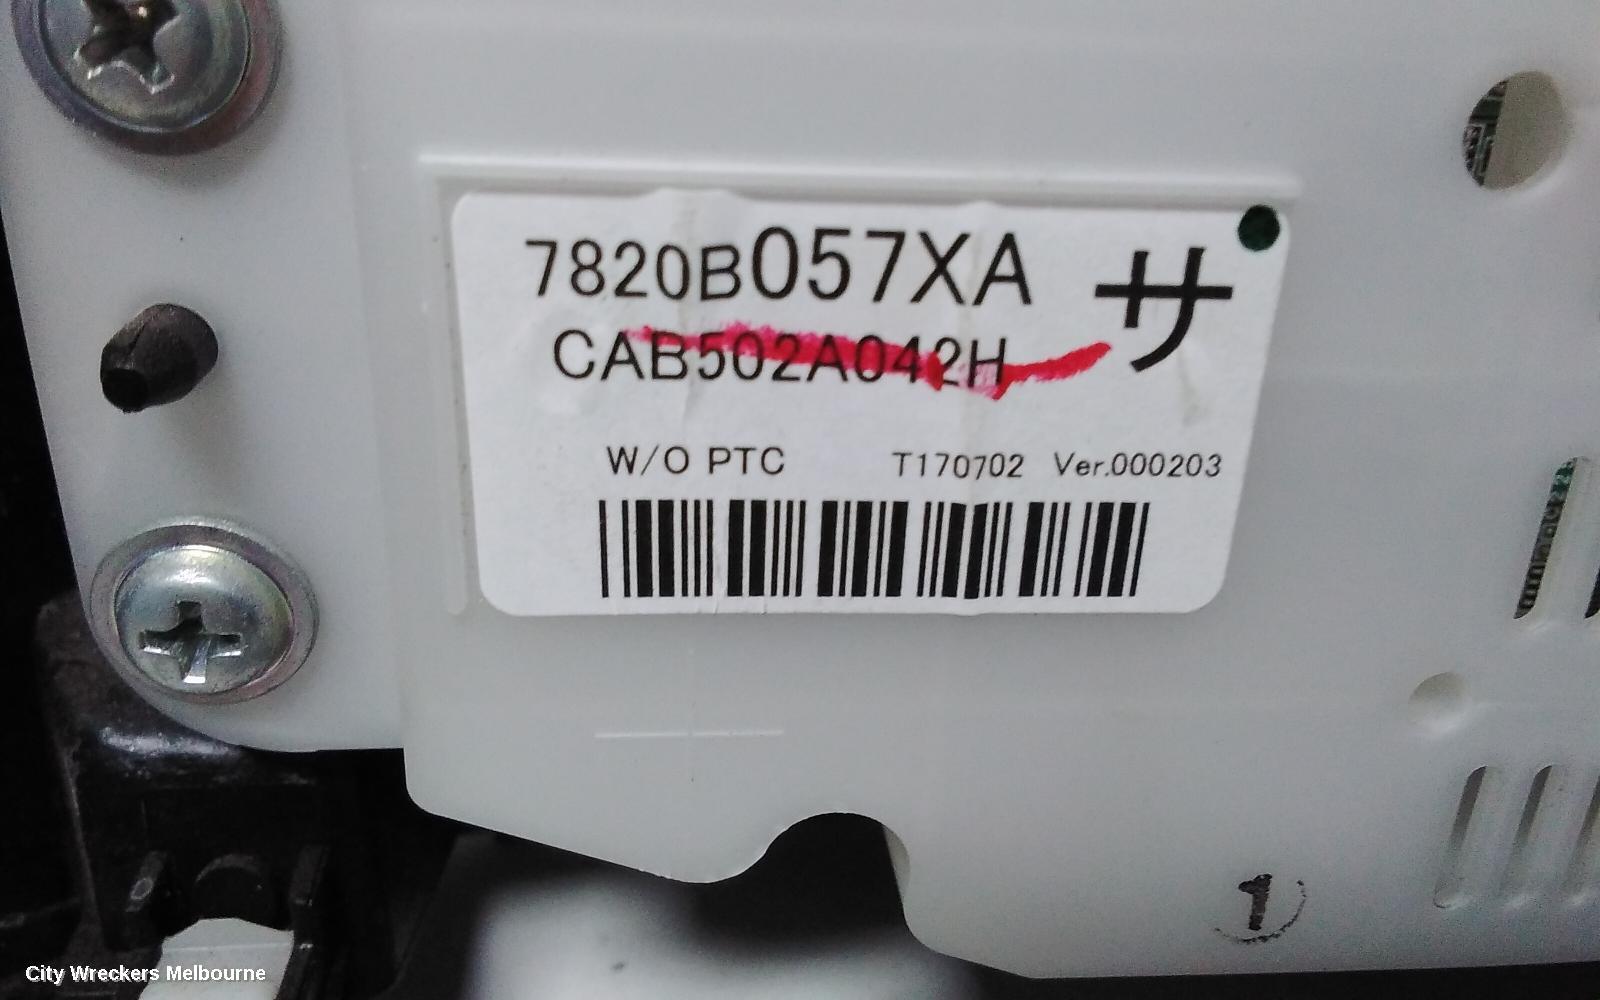 7820B057XA
サ
CAB502A042H
W/O PTC T170702 Ver.000203
1
City Wreckers Melbourne